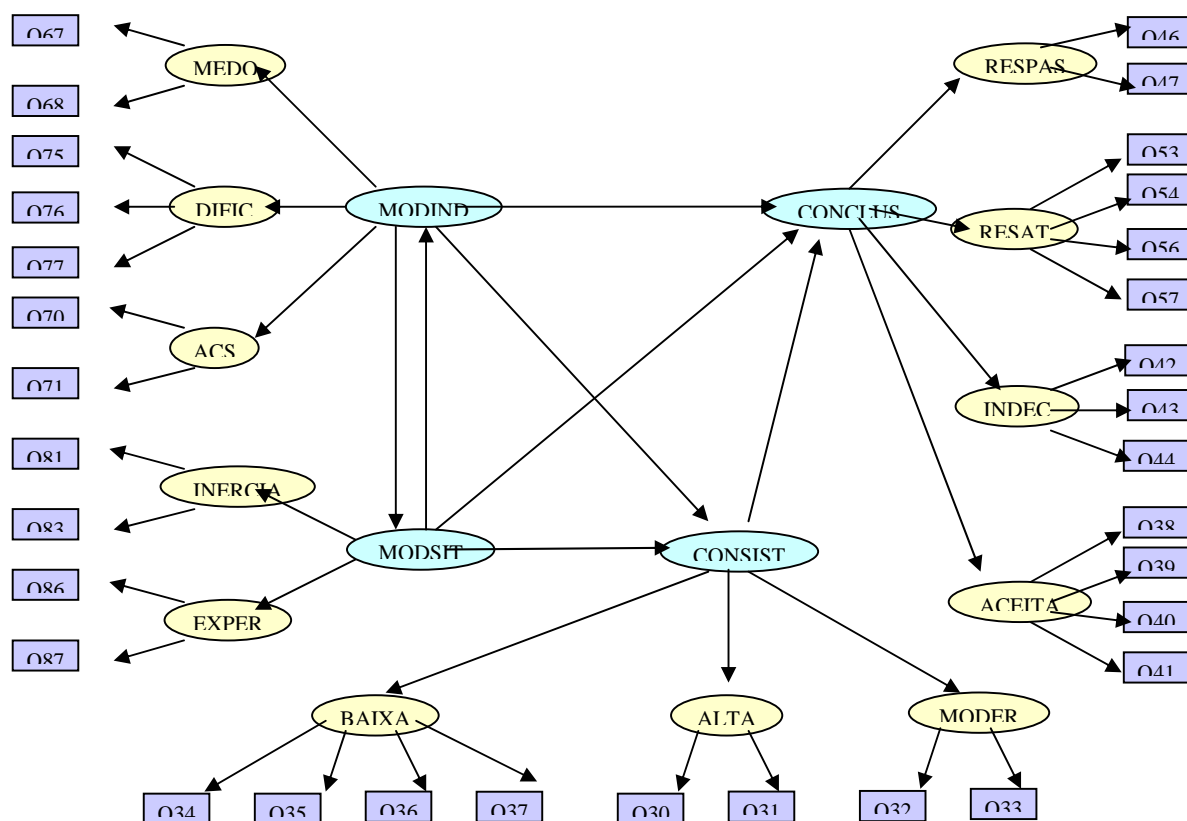 Q67
MEDO
Q68
Q75
Q76
DIFIC
Q77
Q70
ACS
Q71
MODIND
CONCLUS
RESPAS
Q46
Q47
Q53
Q54
RESAT
Q56
Q57
Q42
INDEC
Q43
Q44
Q81
INERCIA
Q83
MODSIT
CONSIST
Q86
EXPER
Q87
Q38
Q39
ACEITA
Q40
Q41
BAIXA
ALTA
MODER
Q34
Q35
Q36
Q37
Q30
Q31
Q32
Q33